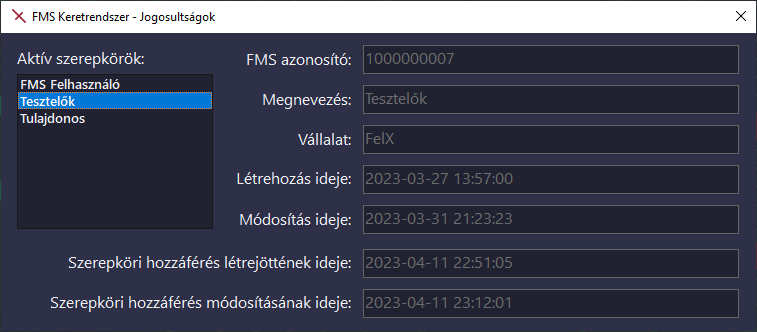 FMS Keretrendszer - Jogosultságok
Aktív szerepkörök:
FMS Felhasználó
Tesztelők
Tulajdonos
FMS azonosító: 1000000007
Megnevezés: Tesztelők
Vállalat: FelX
Létrehozás ideje: 2023-03-27 13:57:00
Módosítás ideje: 2023-03-31 21:23:23
Szerepköri hozzáférés létrejöttének ideje: 2023-04-11 22:51:05
Szerepköri hozzáférés módosításának ideje: 2023-04-11 23:12:01